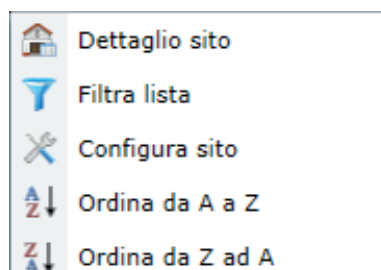 Dettaglio sito
Filtra lista
Configura sito
Ordina da A a Z
Ordina da Z ad A